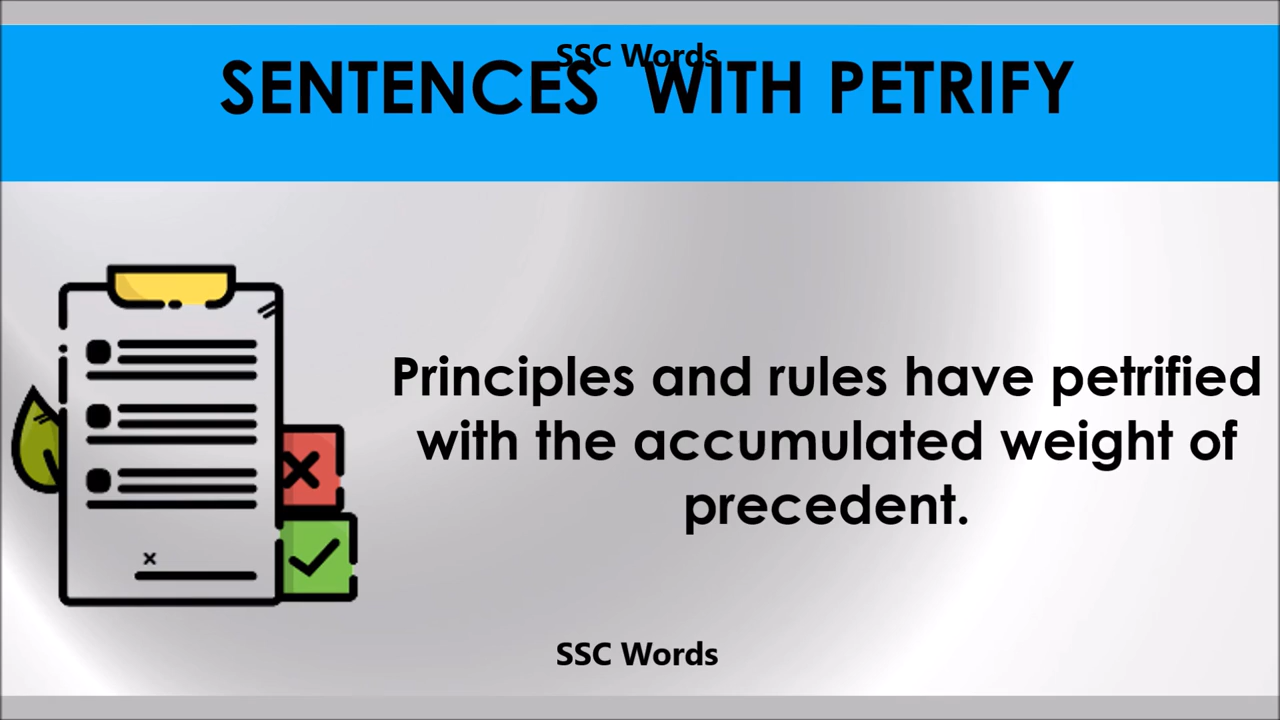 SSC Words
SENTENCES WITH PETRIFY
Principles and rules have petrified
with the accumulated weight of
precedent.
SSC Words